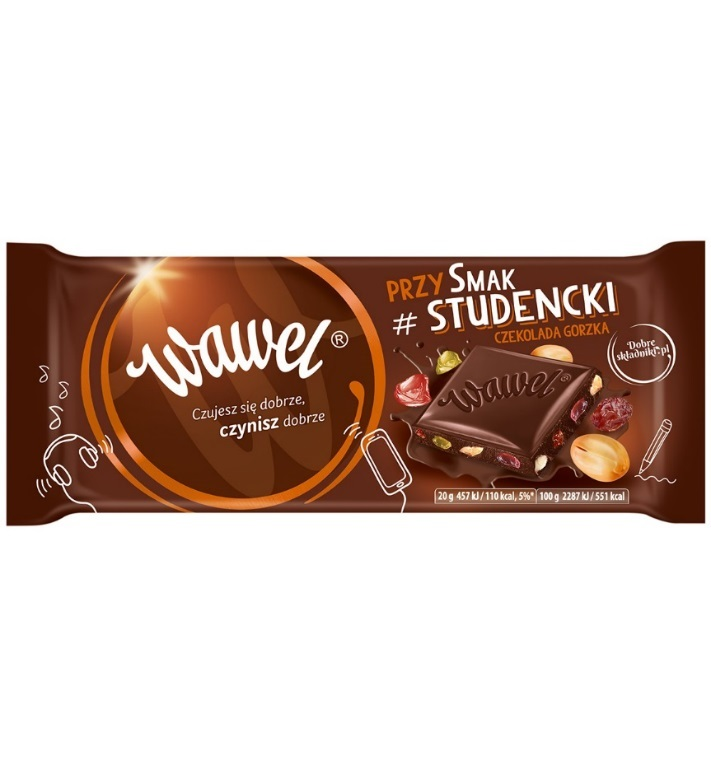 Wawel®
Czujesz się dobrze,
czynisz dobrze
PRZY SMAK
# STUDENCKI
CZEKOLADA GORZKA
Dobre
składniki.pl
Wawel®
20 g 457 kJ / 110 kcal, 5%* 100 g 2287 kJ / 551 kcal